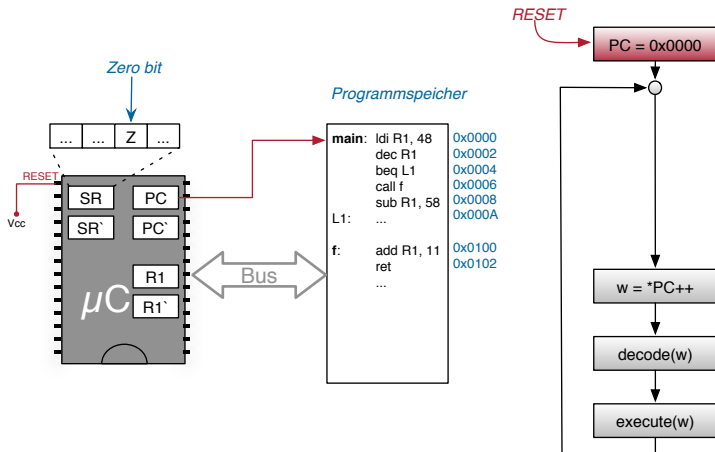 RESET
PC = 0x0000
Zero bit
Programmspeicher
... ... Z ...
main: ldi R1, 48 0x0000
dec R1 0x0002
beq L1 0x0004
call f 0x0006
sub R1, 58 0x0008
L1: ... 0x000A
f: add R1, 11 0x0100
ret 0x0102
...
RESET
Vcc
SR PC
SR` PC`
R1
R1`
µC
Bus
w = *PC++
decode(w)
execute(w)